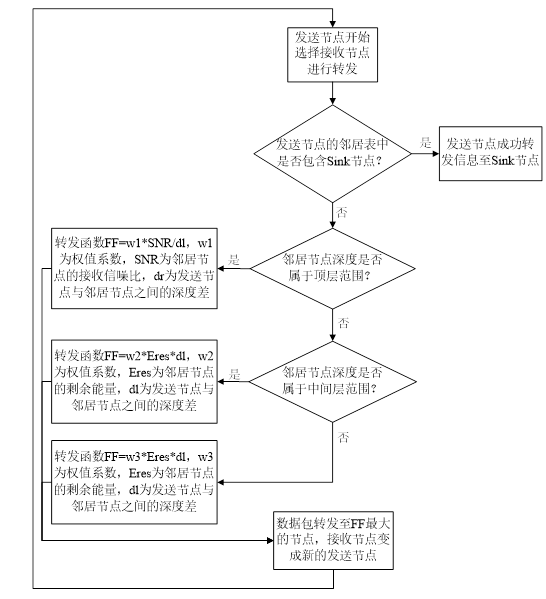 发送节点开始
选择接收节点
进行转发
发送节点的邻居表中
是否包含Sink节点？
是
发送节点成功转
发信息至Sink节点
否
邻居节点深度是否
属于顶层范围？
是
转发函数FF=w1*SNR/dl，w1
为权值系数，SNR为邻居节
点的接收信噪比，dr为发送节
点与邻居节点之间的深度差
否
邻居节点深度是否
属于中间层范围？
是
转发函数FF=w2*Eres*dl，w2
为权值系数，Eres为邻居节点
的剩余能量，dl为发送节点与
邻居节点之间的深度差
否
转发函数FF=w3*Eres*dl，w3
为权值系数，Eres为邻居节点
的剩余能量，dl为发送节点与
邻居节点之间的深度差
数据包转发至FF最大
的节点，接收节点变
成新的发送节点